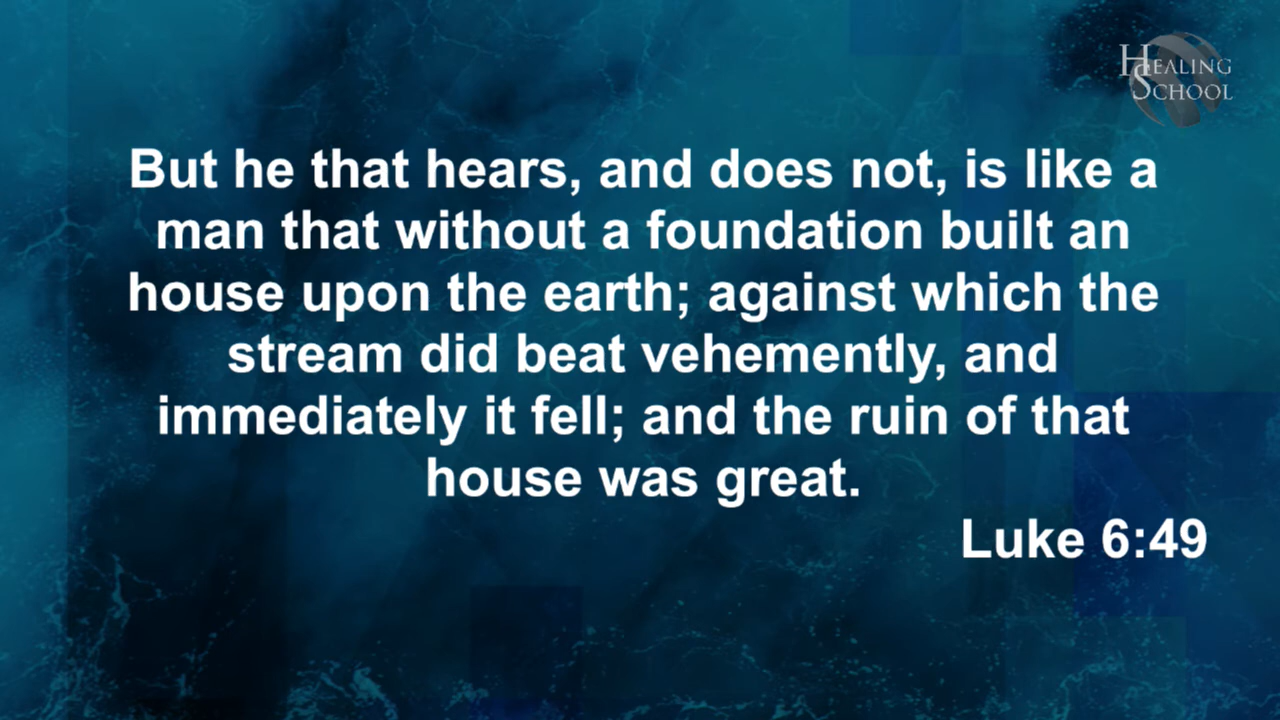 HEALING
SCHOOL
But he that hears, and does not, is like a
man that without a foundation built an
house upon the earth; against which the
stream did beat vehemently, and
immediately it fell; and the ruin of that
house was great.
Luke 6:49